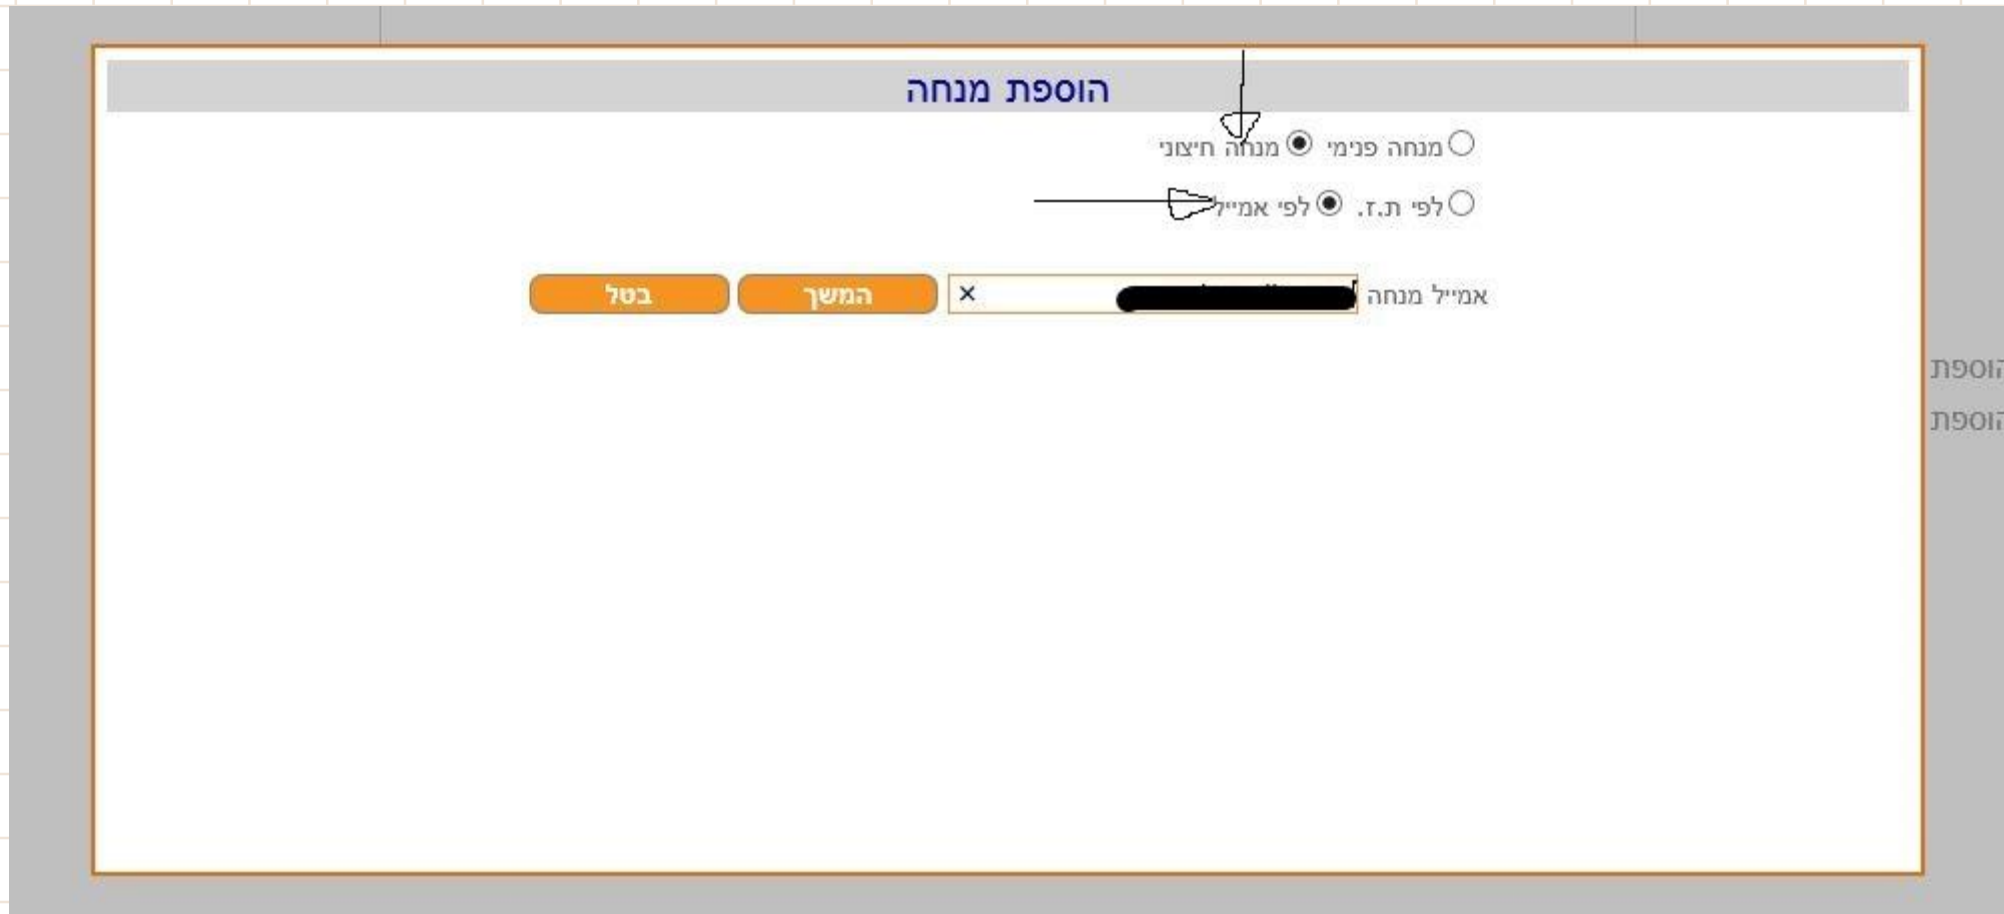 הוספת מנחה
מנחה פנימי מנחה חיצוני
לפי ת.ז. לפי אמייל
אמייל מנחה המשך בטל
הוספת
הוספת